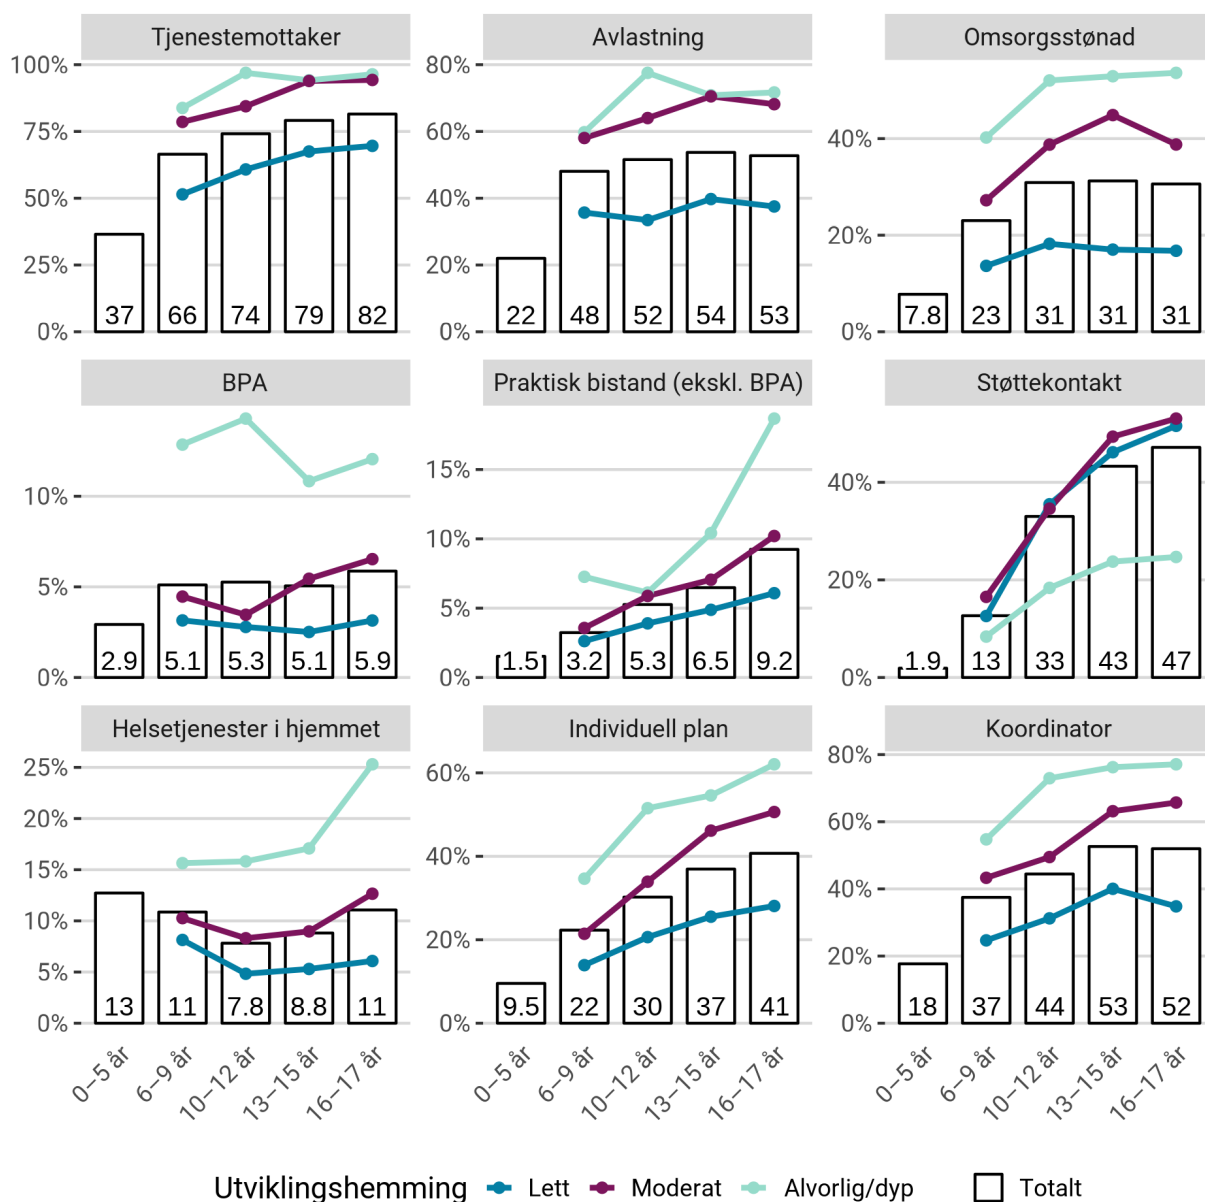 Tjenestemottaker
Avlastning
Omsorgsstønad
100%
75%
50%
25%
0%
37 66 74 79 82
80%
60%
40%
20%
0%
22 48 52 54 53
40%
20%
0%
7.8 23 31 31 31
BPA
Praktisk bistand (ekskl. BPA)
Støttekontakt
10%
5%
0%
2.9 5.1 5.3 5.1 5.9
15%
10%
5%
0%
1.5 3.2 5.3 6.5 9.2
40%
20%
0%
1.9 13 33 43 47
Helsetjenester i hjemmet
Individuell plan
Koordinator
25%
20%
15%
10%
5%
0%
13 11 7.8 8.8 11
60%
40%
20%
0%
9.5 22 30 37 41
80%
60%
40%
20%
0%
18 37 44 53 52
0–5 år
6–9 år
10–12 år
13–15 år
16–17 år
0–5 år
6–9 år
10–12 år
13–15 år
16–17 år
0–5 år
6–9 år
10–12 år
13–15 år
16–17 år
Utviklingshemming Lett Moderat Alvorlig/dyp Totalt